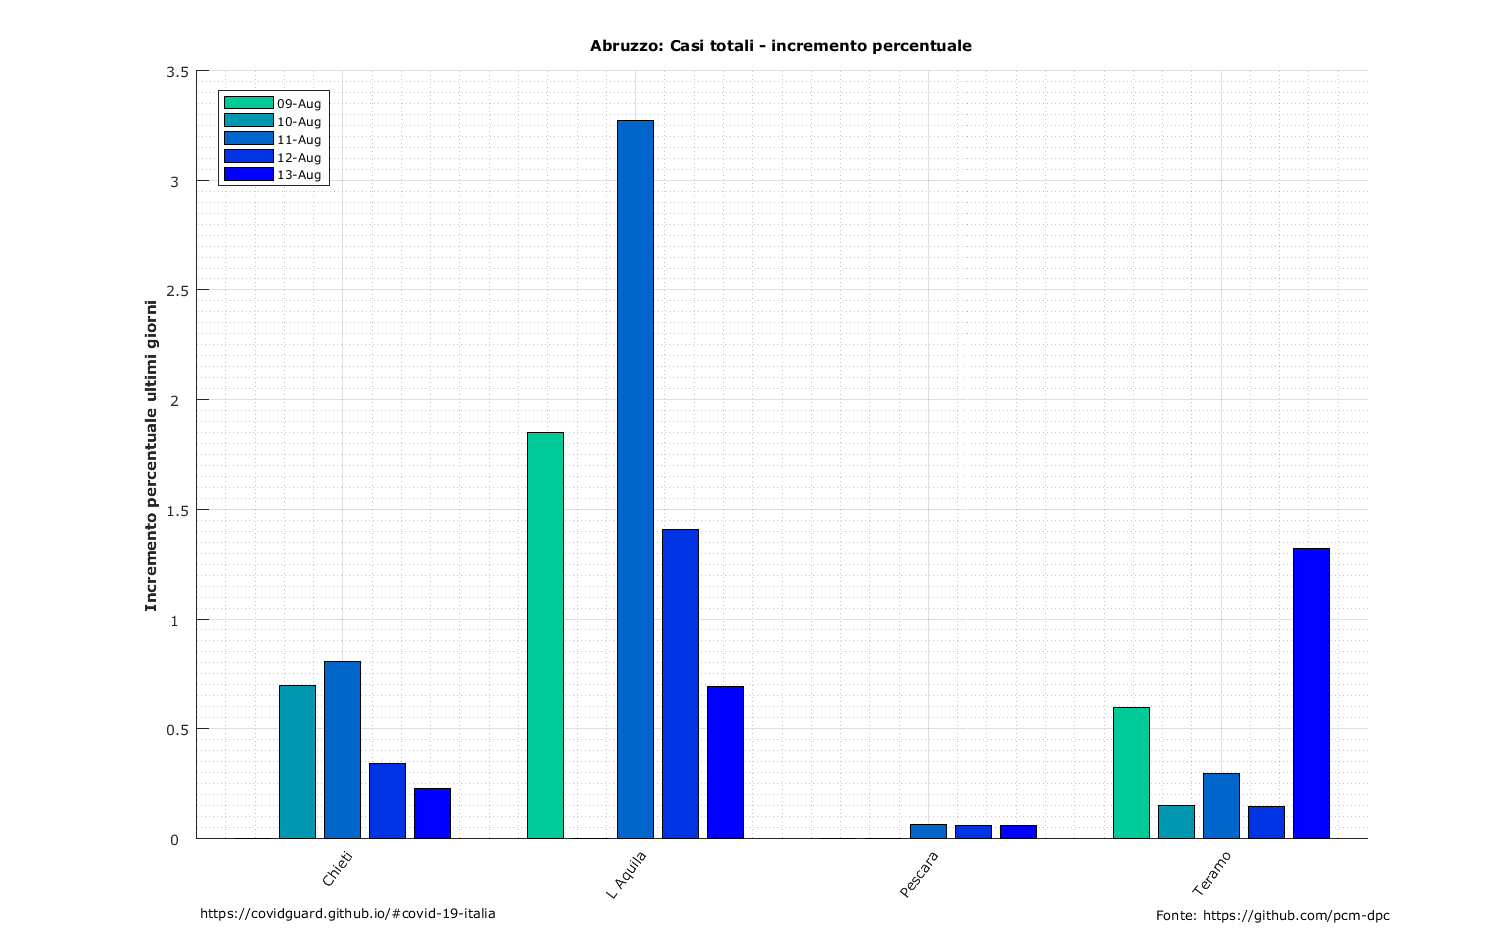 Abruzzo: Casi totali - incremento percentuale
3.5
3
2.5
2
1.5
1
0.5
0
Incremento percentuale ultimi giorni
09-Aug
10-Aug
11-Aug
12-Aug
13-Aug
Chieti
L Aquila
Pescara
Teramo
https://covidguard.github.io/#covid-19-italia
Fonte: https://github.com/pcm-dpc